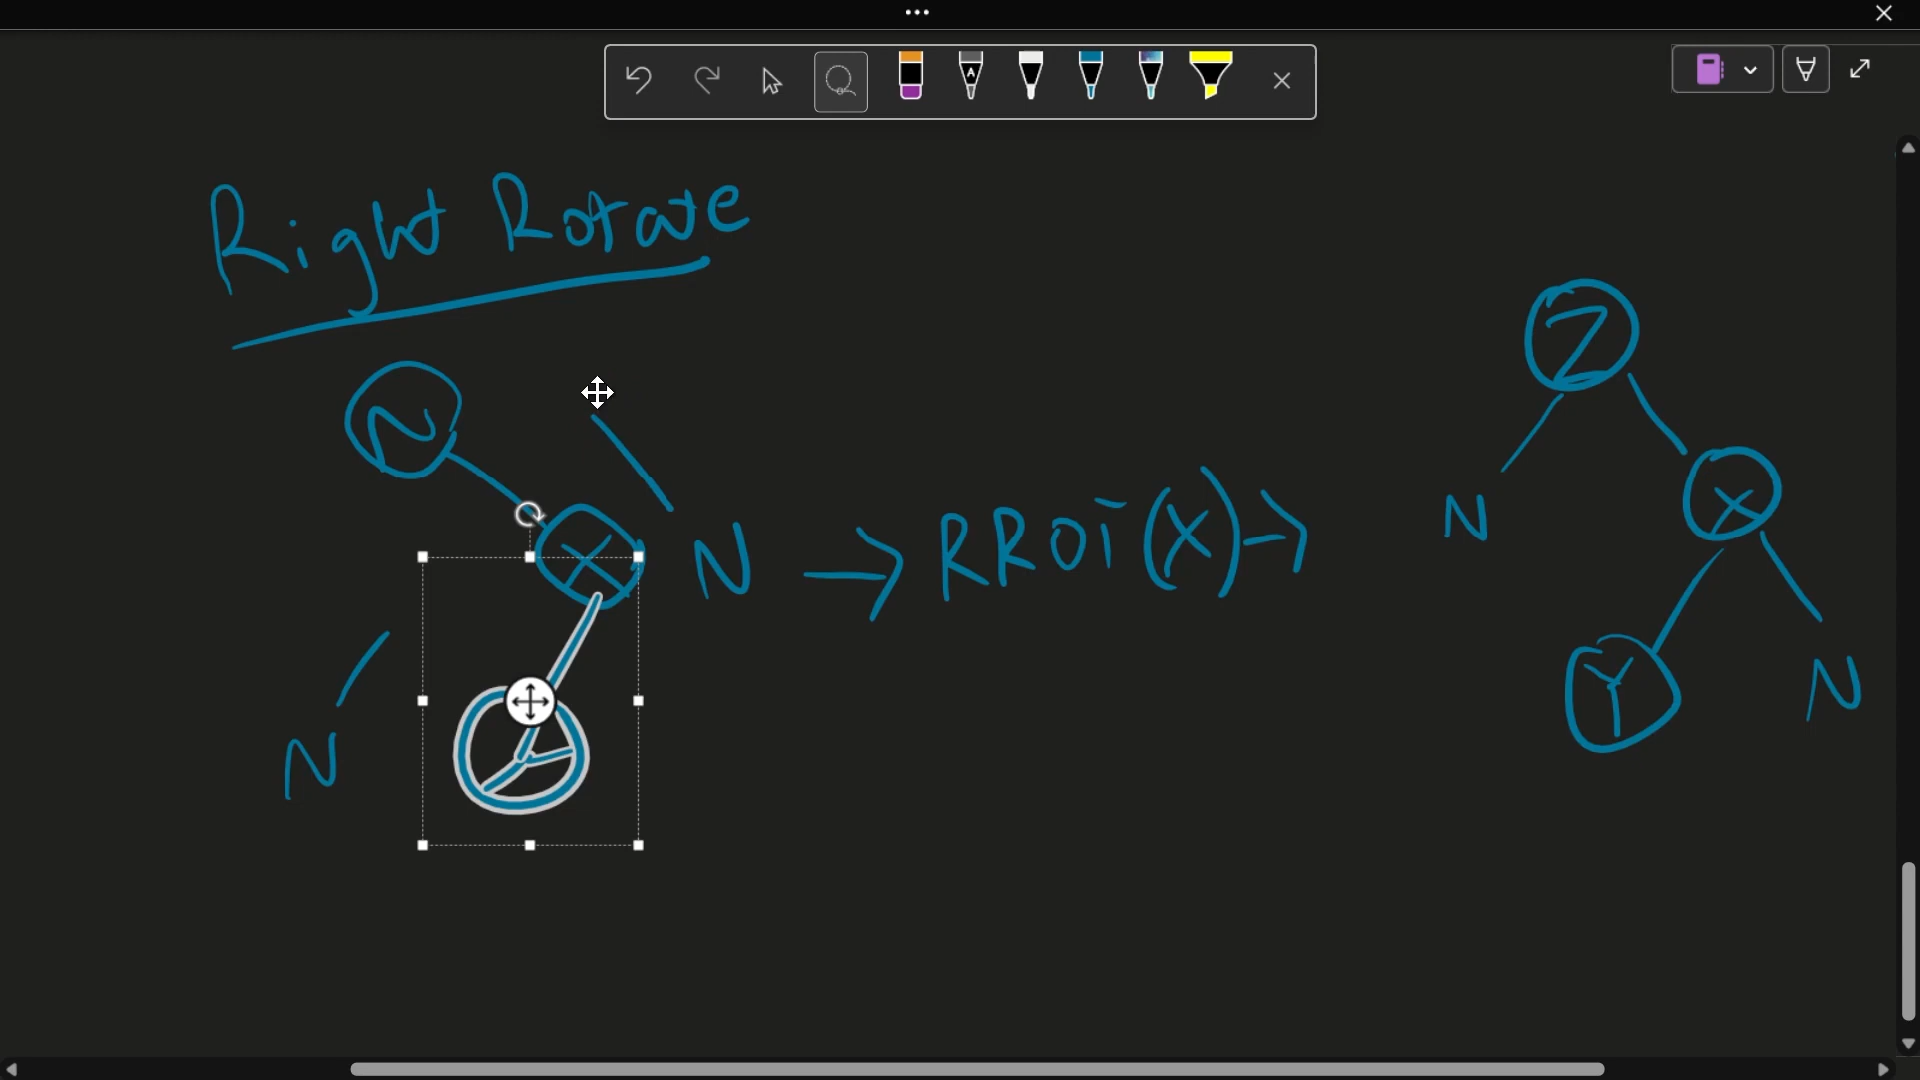 Right Rotate
Z
N
X
X
N → RROT(X) →
N
Y
N
N
Y